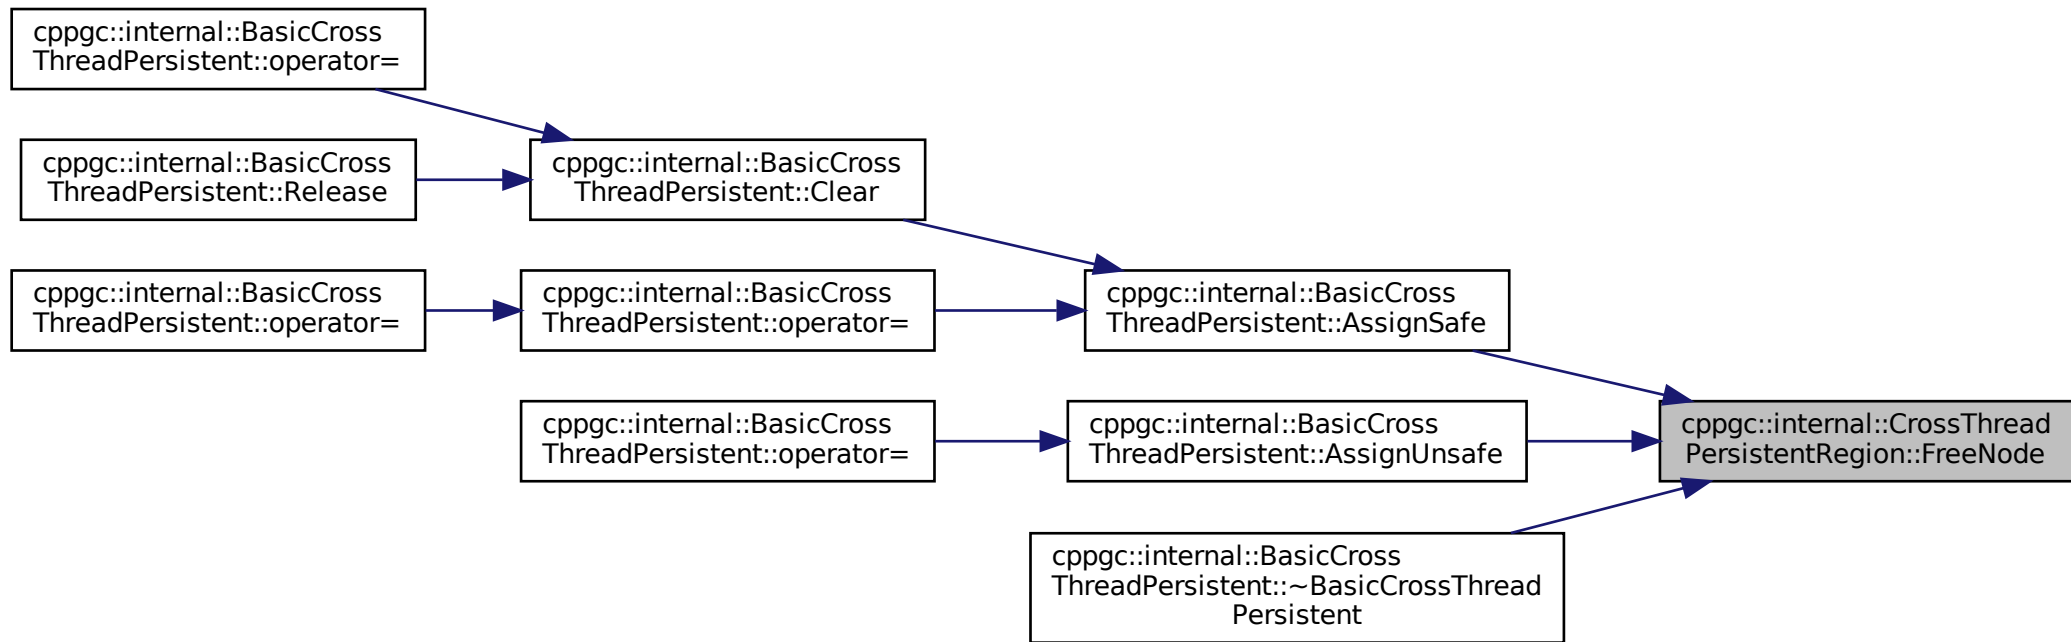 cppgc::internal::BasicCross
ThreadPersistent::operator=
cppgc::internal::BasicCross
ThreadPersistent::Release
cppgc::internal::BasicCross
ThreadPersistent::Clear
cppgc::internal::BasicCross
ThreadPersistent::operator=
cppgc::internal::BasicCross
ThreadPersistent::operator=
cppgc::internal::BasicCross
ThreadPersistent::AssignSafe
cppgc::internal::BasicCross
ThreadPersistent::operator=
cppgc::internal::BasicCross
ThreadPersistent::AssignUnsafe
cppgc::internal::CrossThread
PersistentRegion::FreeNode
cppgc::internal::BasicCross
ThreadPersistent::~BasicCrossThread
Persistent